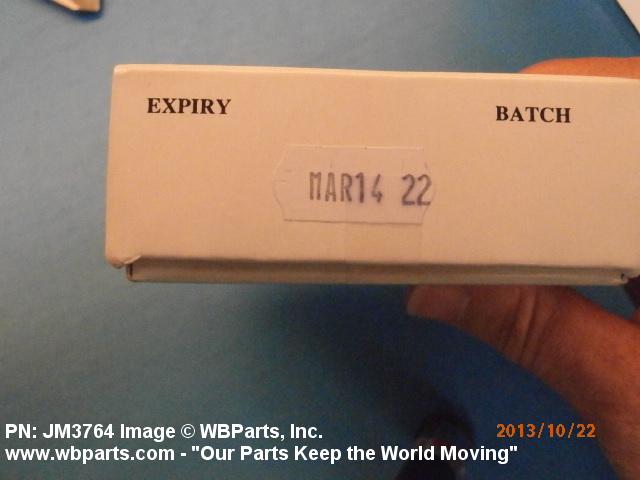 EXPIRY BATCH
MAR14 22
PN: JM3764 Image © WBParts, Inc.
2013/10/22
www.wbparts.com - "Our Parts Keep the World Moving"